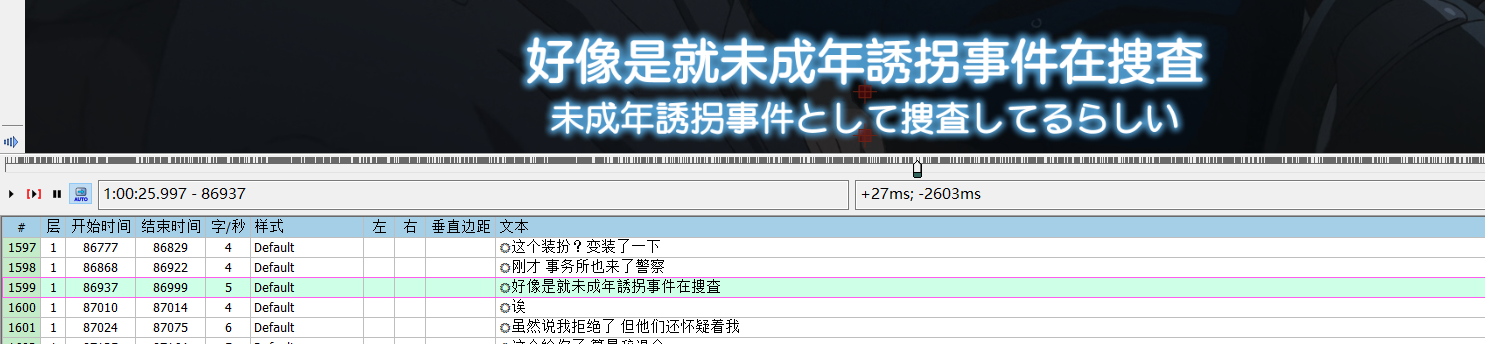 好像是就未成年誘拐事件在搜査
未成年誘拐事件として捜査してるらしい
AUTO 1:00:25.997 - 86937 +27ms; -2603ms
# 层 开始时间 结束时间 字/秒 样式 左 右 垂直边距 文本
1597 1 86777 86829 4 Default 这个装扮？变装了一下
1598 1 86868 86922 4 Default 刚才 事务所也来了警察
1599 1 86937 86999 5 Default 好像是就未成年誘拐事件在搜査
1600 1 87010 87014 4 Default 诶
1601 1 87024 87075 6 Default 虽然说我拒绝了 但他们还怀疑着我